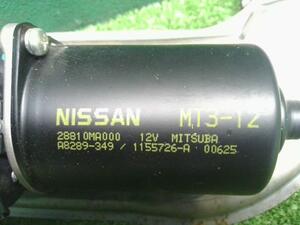 NISSAN MT3-12
28810MA000 12V MITSUBA
A8289-349 / 1155726-A 00625